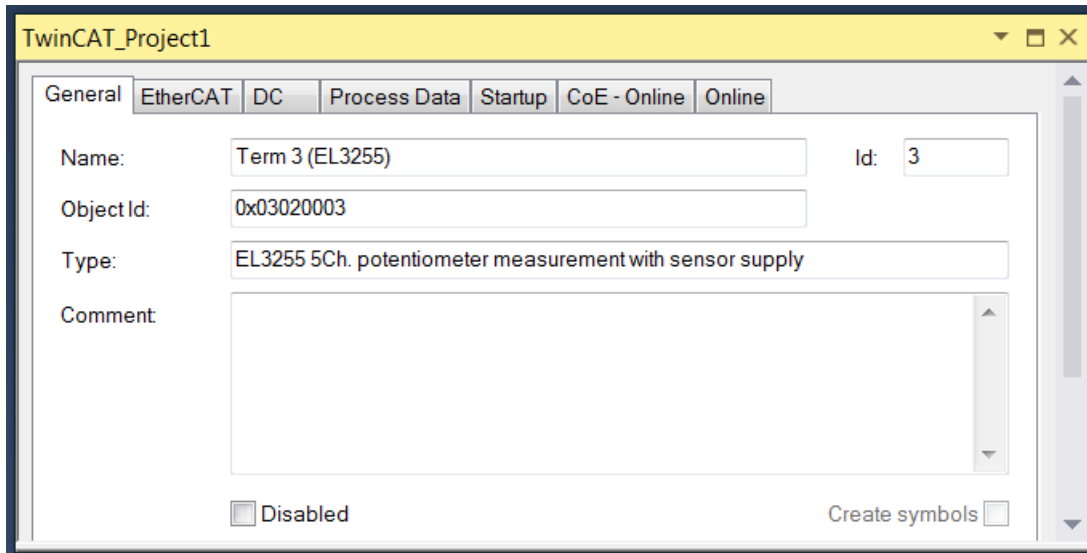 TwinCAT_Project1
General EtherCAT DC Process Data Startup CoE - Online Online
Name: Term 3 (EL3255) Id: 3
Object Id: 0x03020003
Type: EL3255 5Ch. potentiometer measurement with sensor supply
Comment:
Disabled Create symbols